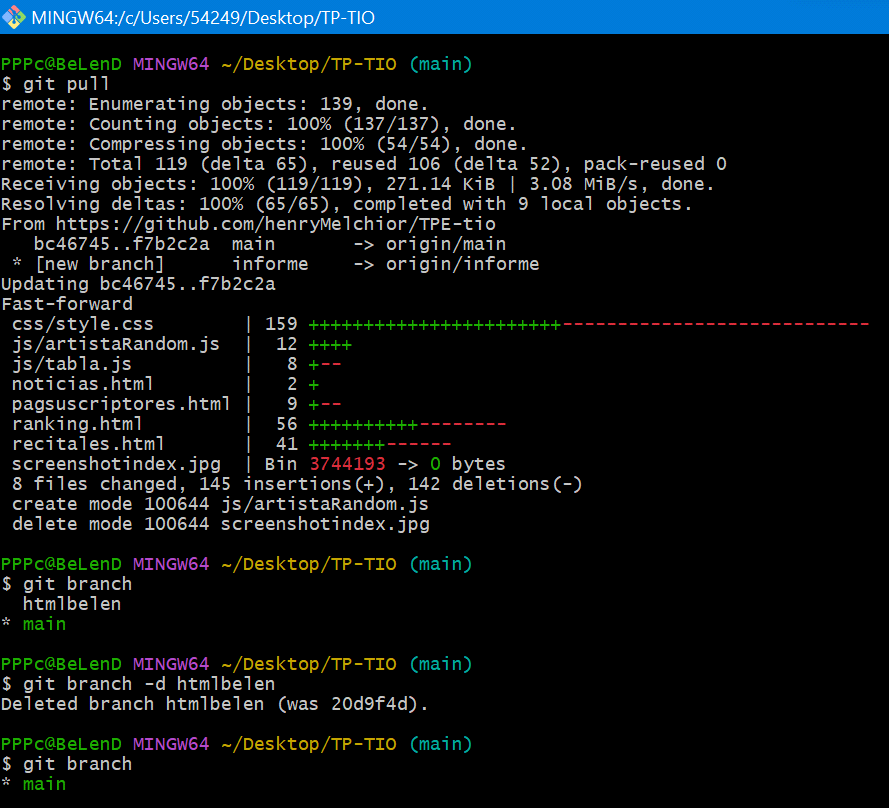 MINGW64:/c/Users/54249/Desktop/TP-TIO
PPPc@BeLenD MINGW64 ~/Desktop/TP-TIO (main)
$ git pull
remote: Enumerating objects: 139, done.
remote: Counting objects: 100% (137/137), done.
remote: Compressing objects: 100% (54/54), done.
remote: Total 119 (delta 65), reused 106 (delta 52), pack-reused 0
Receiving objects: 100% (119/119), 271.14 KiB | 3.08 MiB/s, done.
Resolving deltas: 100% (65/65), completed with 9 local objects.
From https://github.com/henryMelchior/TPE-tio
   bc46745..f7b2c2a  main       -> origin/main
 * [new branch]      informe    -> origin/informe
Updating bc46745..f7b2c2a
Fast-forward
 css/style.css        | 159 +++++++++++++++++++++++----------------------------
 js/artistaRandom.js  |  12 ++++
 js/tabla.js          |   8 +--
 noticias.html        |   2 +
 pagsuscriptores.html |   9 +--
 ranking.html         |  56 ++++++++++--------
 recitales.html       |  41 +++++++------
 screenshotindex.jpg  | Bin 3744193 -> 0 bytes
 8 files changed, 145 insertions(+), 142 deletions(-)
 create mode 100644 js/artistaRandom.js
 delete mode 100644 screenshotindex.jpg
PPPc@BeLenD MINGW64 ~/Desktop/TP-TIO (main)
$ git branch
  htmlbelen
* main
PPPc@BeLenD MINGW64 ~/Desktop/TP-TIO (main)
$ git branch -d htmlbelen
Deleted branch htmlbelen (was 20d9f4d).
PPPc@BeLenD MINGW64 ~/Desktop/TP-TIO (main)
$ git branch
* main